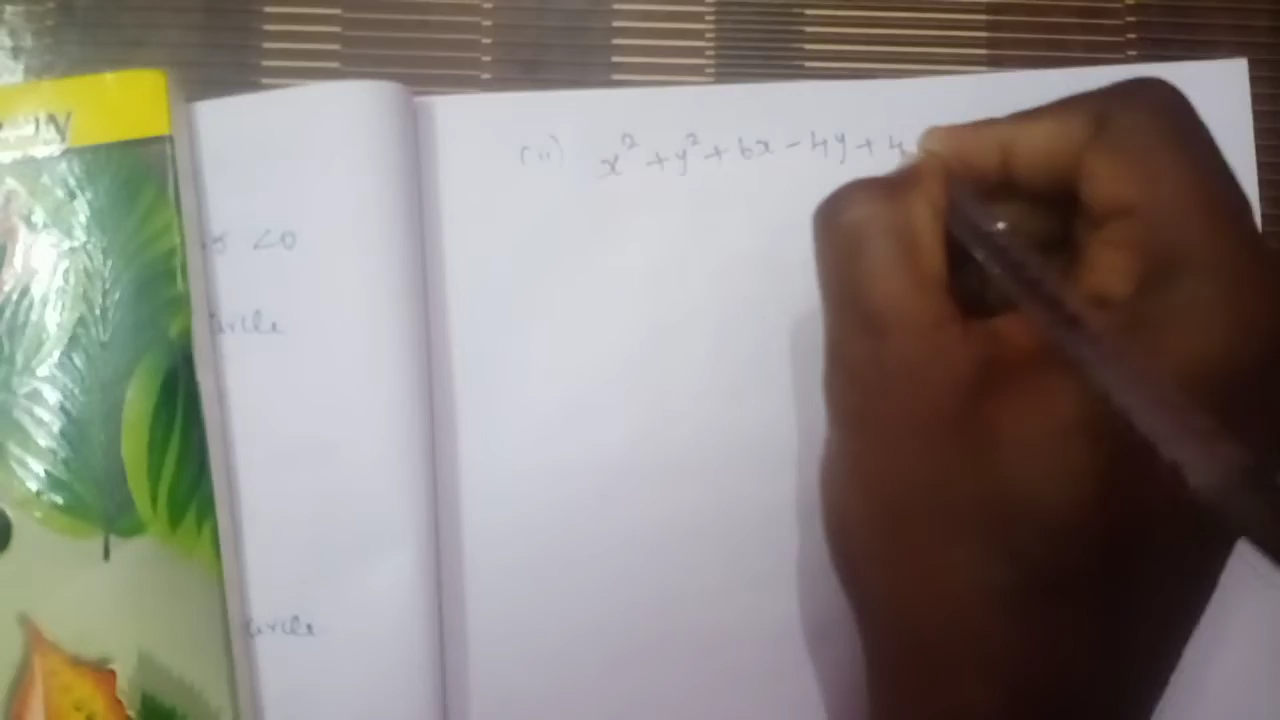 <0
circle
circle
(ii) x² + y² + 6x - 4y + 4